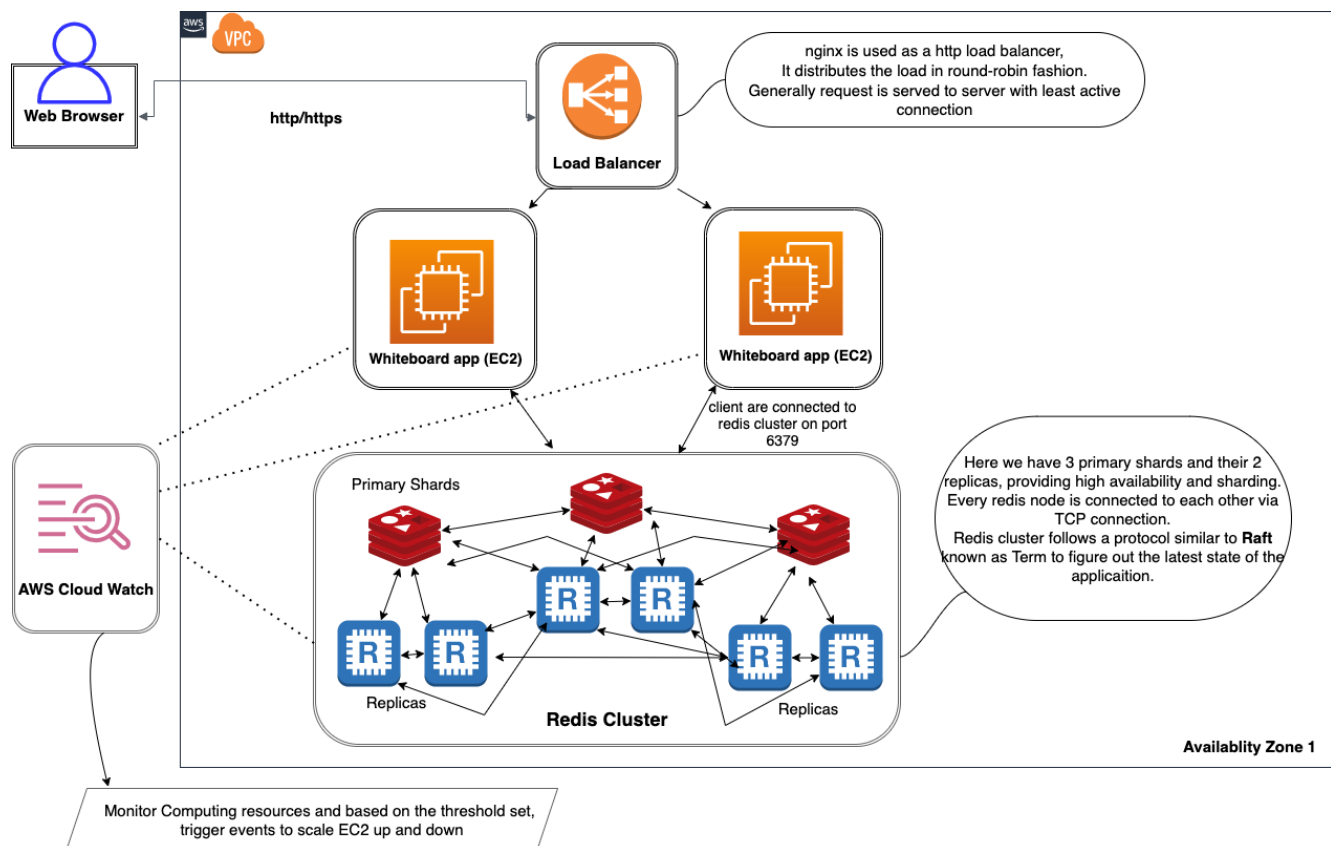 aws
VPC
Web Browser
http/https
Load Balancer
nginx is used as a http load balancer,
It distributes the load in round-robin fashion.
Generally request is served to server with least active
connection
Whiteboard app (EC2)
Whiteboard app (EC2)
client are connected to
redis cluster on port
6379
AWS Cloud Watch
Primary Shards
R
R
R
R
R
R
Replicas
Replicas
Redis Cluster
Here we have 3 primary shards and their 2
replicas, providing high availability and sharding.
Every redis node is connected to each other via
TCP connection.
Redis cluster follows a protocol similar to Raft
known as Term to figure out the latest state of the
applicaition.
Availablity Zone 1
Monitor Computing resources and based on the threshold set,
trigger events to scale EC2 up and down